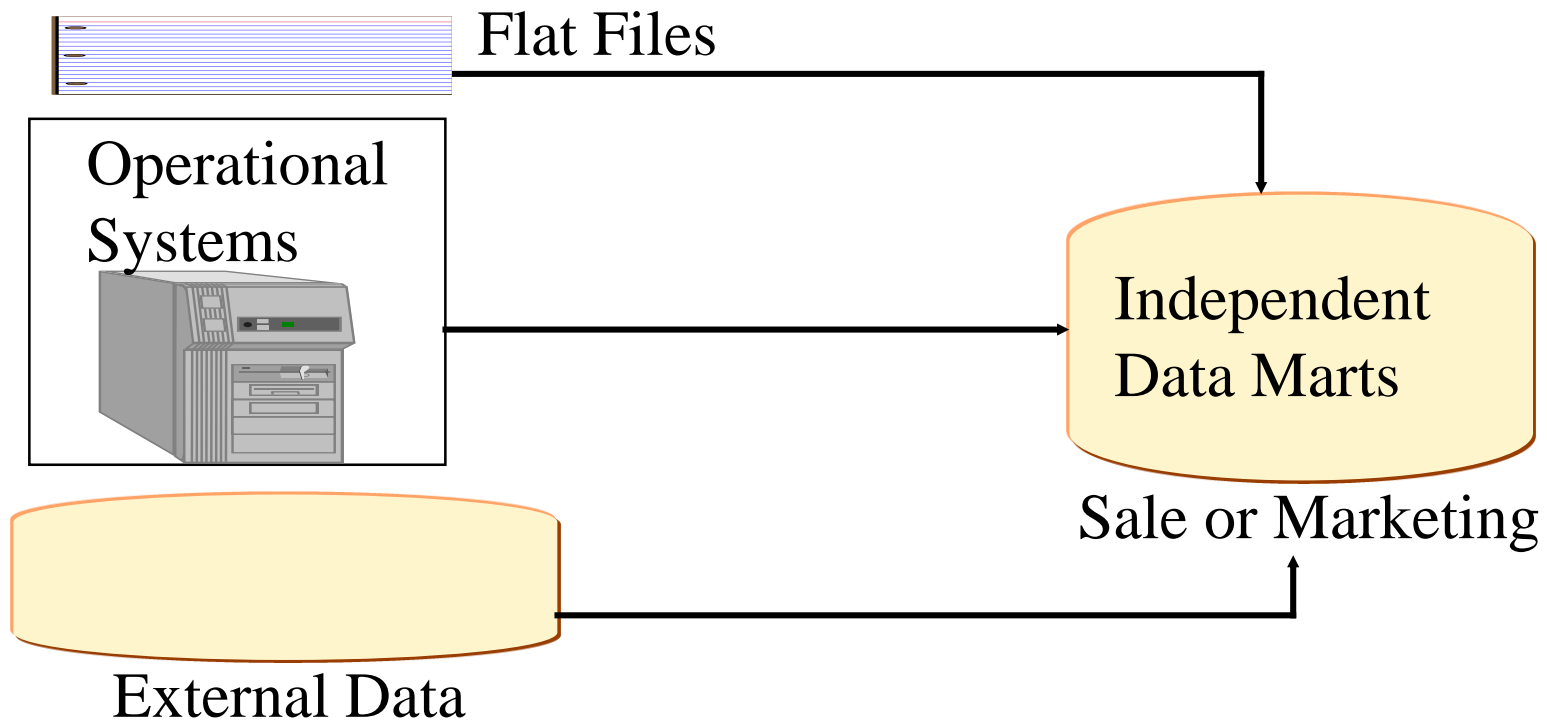 Flat Files
Operational
Systems
Independent
Data Marts
Sale or Marketing
External Data